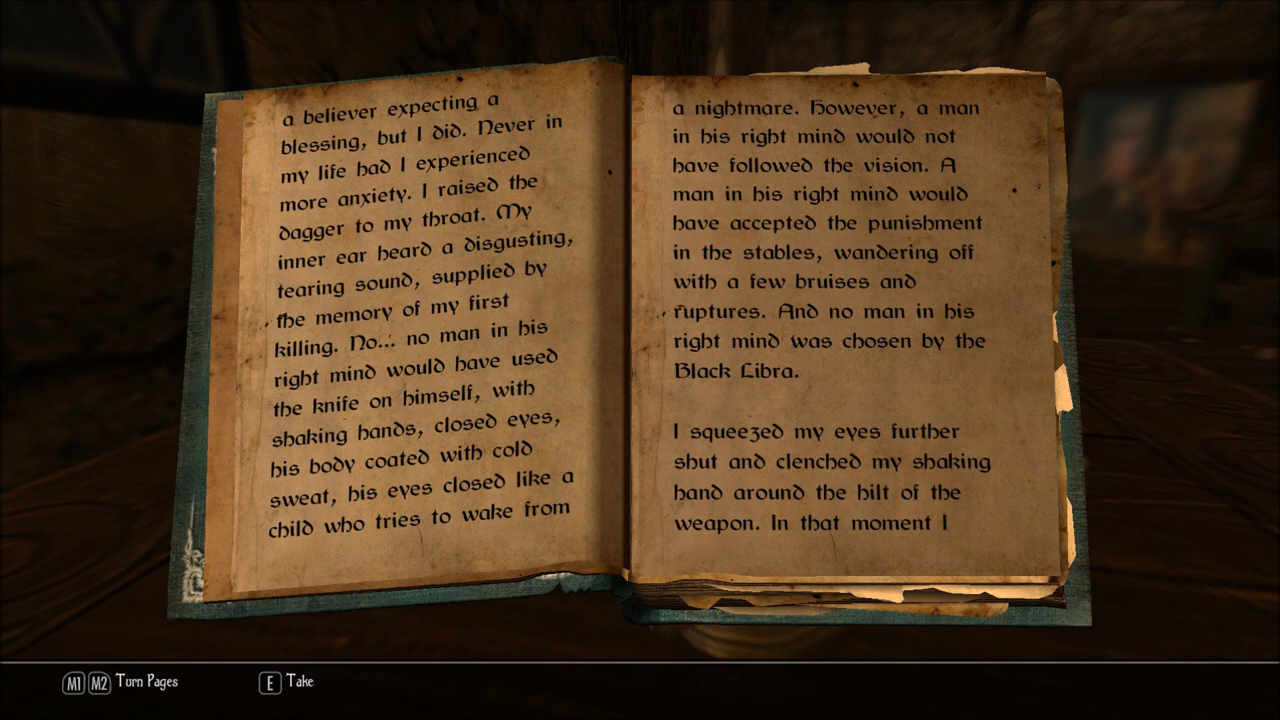 a believer expecting a
blessing, but I did. Never in
my life had I experienced
more anxiety. I raised the
dagger to my throat. My
inner ear heard a disgusting,
tearing sound, supplied by
the memory of my first
killing. No... no man in his
right mind would have used
the knife on himself, with
shaking hands, closed eyes,
his body coated with cold
sweat, his eyes closed like a
child who tries to wake from
a nightmare. However, a man
in his right mind would not
have followed the vision. A
man in his right mind would
have accepted the punishment
in the stables, wandering off
with a few bruises and
ruptures. And no man in his
right mind was chosen by the
Black Libra.
I squeezed my eyes further
shut and clenched my shaking
hand around the hilt of the
weapon. In that moment I
M1 M2 Turn Pages
E Take